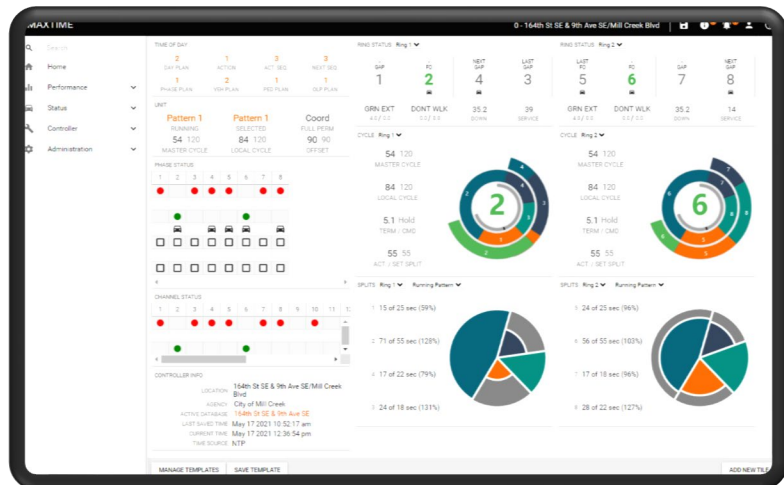 MAXTIME
0 - 164th St SE & 9th Ave SE/Mill Creek Blvd
Search
Home
Performance
Status
Controller
Administration
TIME OF DAY
2 1 3 3
DAY PLAN ACTION ACT. SEQ NEXT SEQ
1 2 1 1
PHASE PLAN VEH PLAN PED PLAN OLP PLAN
UNIT
Pattern 1 Pattern 1 Coord
RUNNING SELECTED FULL PERM
54 120 84 120 90 90
MASTER CYCLE LOCAL CYCLE OFFSET
PHASE STATUS
1 2 3 4 5 6 7 8
CHANNEL STATUS
1 2 3 4 5 6 7 8 9 10 11
CONTROLLER INFO
LOCATION 164th St SE & 9th Ave SE/Mill Creek
Blvd
AGENCY City of Mill Creek
ACTIVE DATABASE 164th St SE & 9th Ave SE
LAST SAVED TIME May 17 2021 10:52:17 am
CURRENT TIME May 17 2021 12:36:54 pm
TIME SOURCE NTP
MANAGE TEMPLATES SAVE TEMPLATE
RING STATUS Ring 1
GAP FO NEXT GAP LAST GAP
1 2 4 3
GRN EXT DONT WLK 35.2 39
DOWN SERVICE
CYCLE Ring 1
54 120
MASTER CYCLE
84 120
LOCAL CYCLE
5.1 Hold
TERM / CMD
55 55
ACT / SET SPLIT
2
SPLITS Ring 1 Running Pattern
1 15 of 25 sec (59%)
2 71 of 55 sec (128%)
4 17 of 22 sec (79%)
3 24 of 18 sec (131%)
RING STATUS Ring 2
LAST FO FO GAP NEXT GAP
5 6 7 8
GRN EXT DONT WLK 35.2 14
DOWN SERVICE
CYCLE Ring 2
54 120
MASTER CYCLE
84 120
LOCAL CYCLE
5.1 Hold
TERM / CMD
55 55
ACT / SET SPLIT
6
SPLITS Ring 2 Running Pattern
24 of 25 sec (96%)
56 of 55 sec (103%)
17 of 18 sec (96%)
28 of 22 sec (127%)
ADD NEW TILE